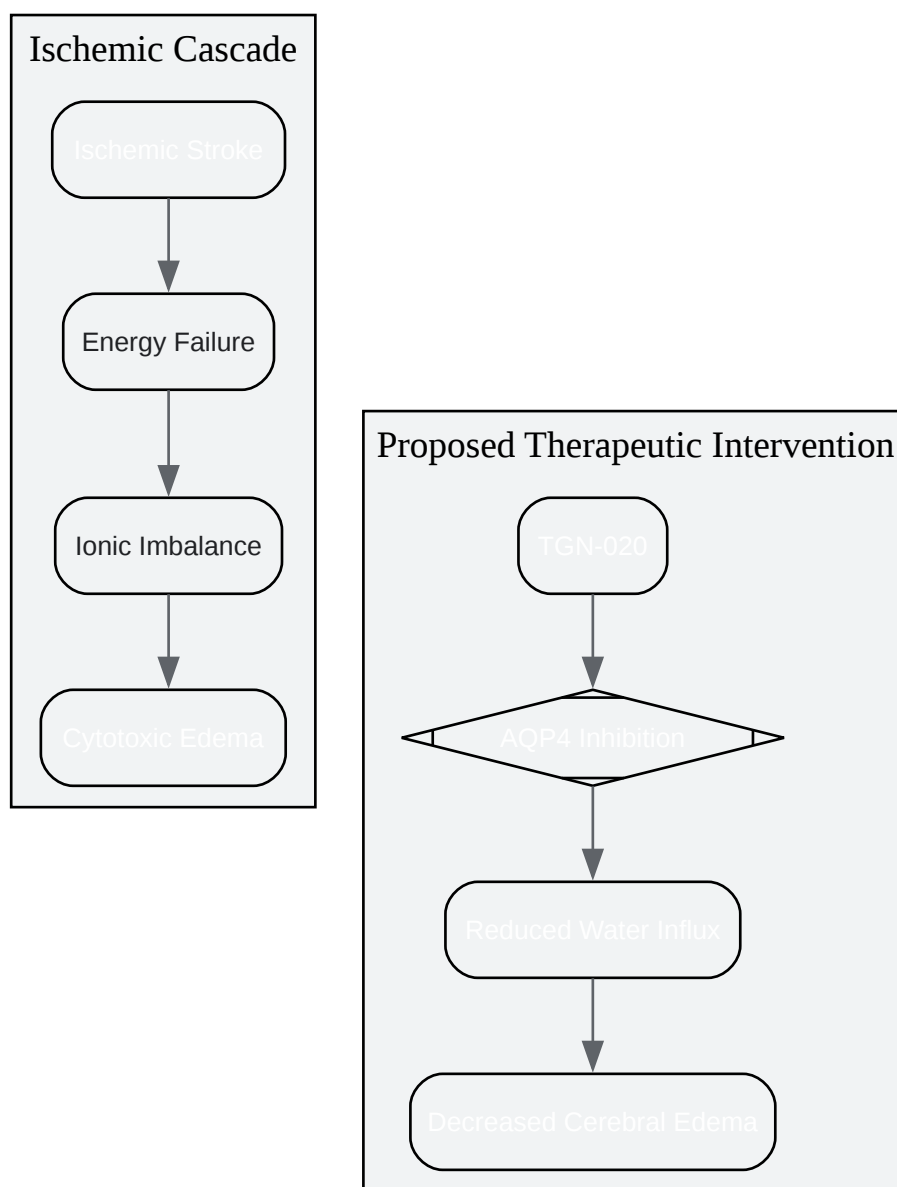 Ischemic Cascade
Ischemic Stroke
Energy Failure
Ionic Imbalance
Cytotoxic Edema
Proposed Therapeutic Intervention
TGN-020
AQP4 Inhibition
Reduced Water Influx
Decreased Cerebral Edema